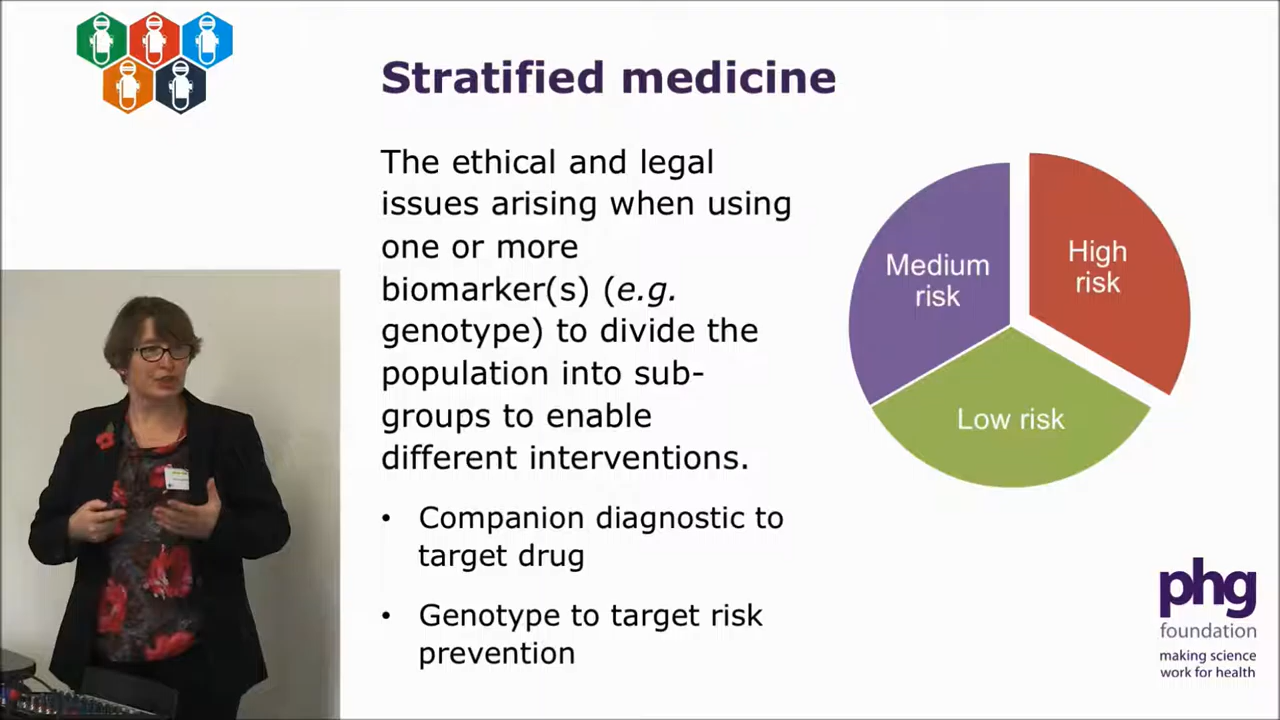 Stratified medicine
The ethical and legal
issues arising when using
one or more
biomarker(s) (e.g.
genotype) to divide the
population into sub-
groups to enable
different interventions.
• Companion diagnostic to
target drug
• Genotype to target risk
prevention
Medium
risk
High
risk
Low risk
phg
foundation
making science
work for health